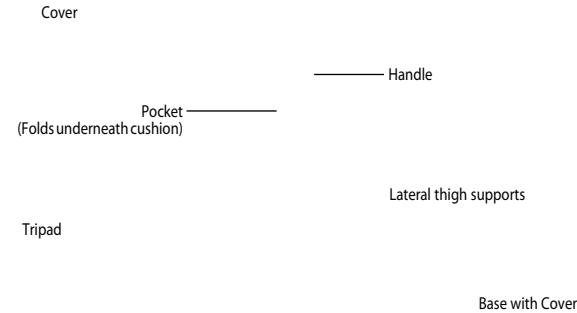 Cover
Handle
Pocket
(Folds underneath cushion)
Lateral thigh supports
Tripad
Base with Cover